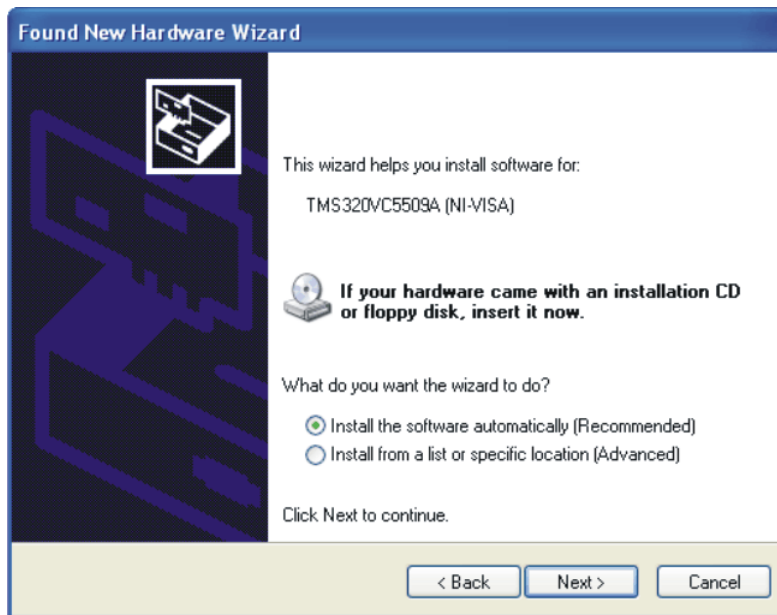 Found New Hardware Wizard
This wizard helps you install software for:
TMS320VC5509A (NI-VISA)
If your hardware came with an installation CD
or floppy disk, insert it now.
What do you want the wizard to do?
Install the software automatically (Recommended)
Install from a list or specific location (Advanced)
Click Next to continue.
< Back
Next >
Cancel